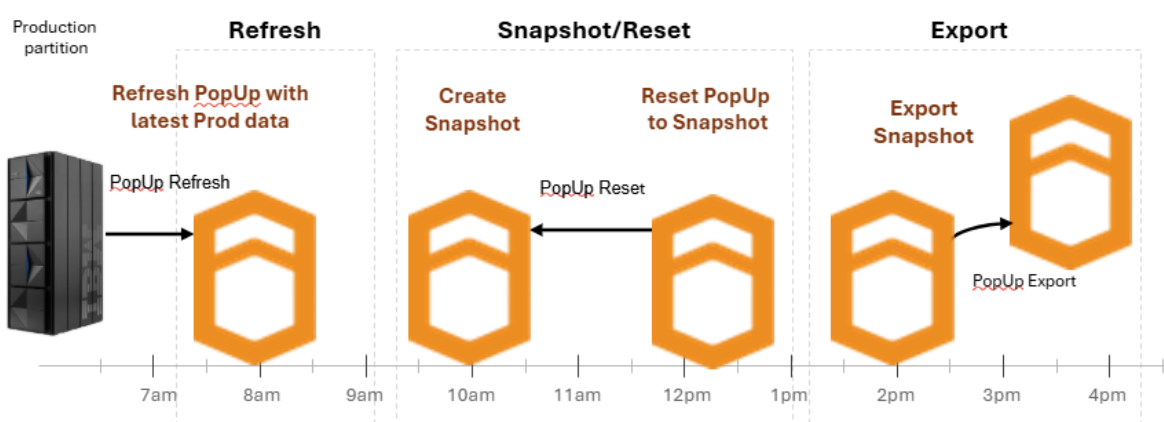 Production
partition
Refresh
Snapshot/Reset
Export
Refresh PopUp with
latest Prod data
Create
Snapshot
Reset PopUp
to Snapshot
Export
Snapshot
PopUp Refresh
PopUp Reset
PopUp Export
IBM
7am
8am
9am
10am
11am
12pm
1pm
2pm
3pm
4pm